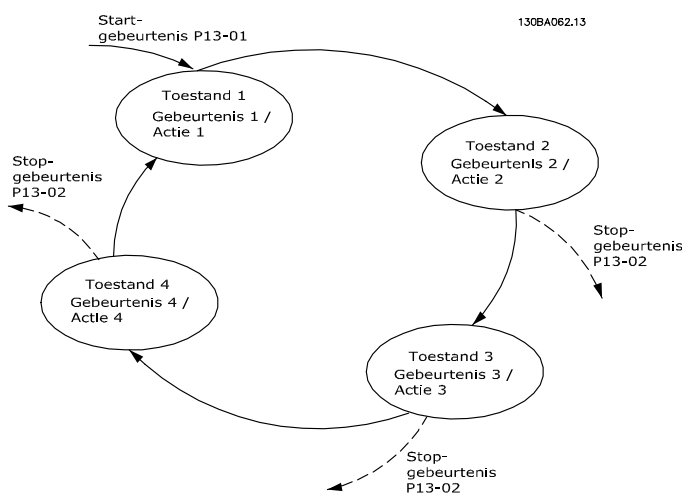 Start-
gebeurtenis P13-01
130BA062.13
Toestand 1
Gebeurtenis 1 /
Actie 1
Toestand 2
Gebeurtenis 2 /
Actie 2
Stop-
gebeurtenis
P13-02
Stop-
gebeurtenis
P13-02
Toestand 4
Gebeurtenis 4 /
Actie 4
Toestand 3
Gebeurtenis 3 /
Actie 3
Stop-
gebeurtenis
P13-02